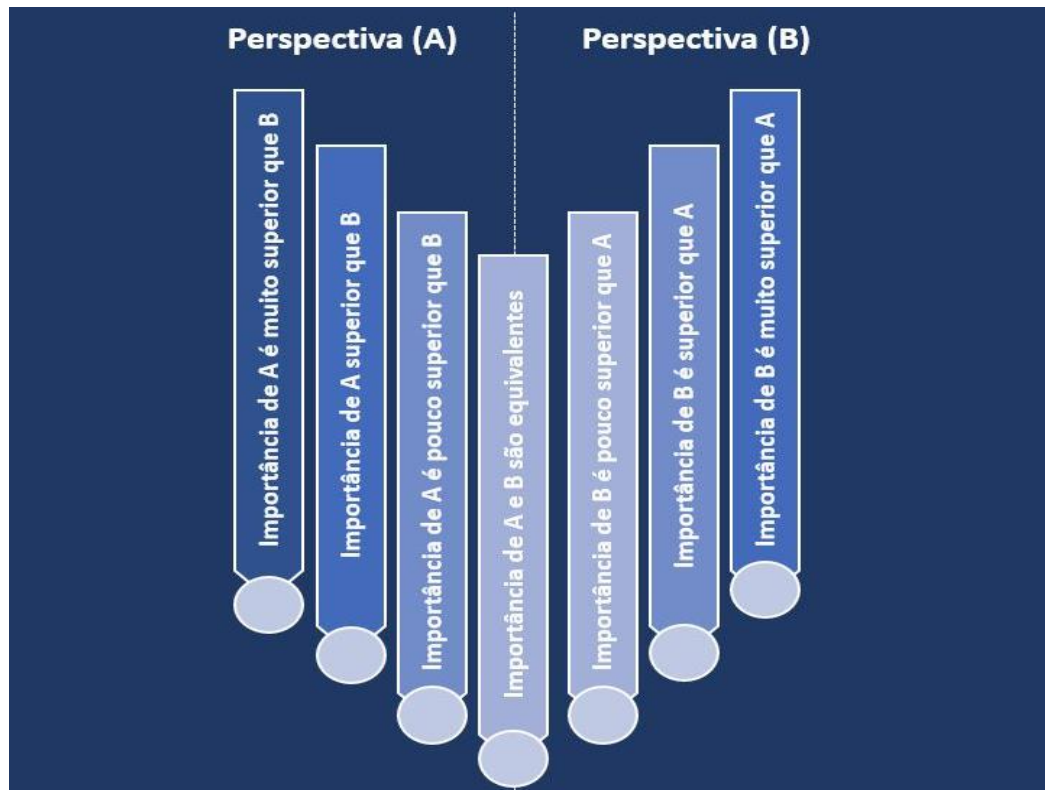 Perspectiva (A)
Perspectiva (B)
Importância de A é muito superior que B
Importância de A superior que B
Importância de A é pouco superior que B
Importância de A e B são equivalentes
Importância de B é pouco superior que A
Importância de B é superior que A
Importância de B é muito superior que A